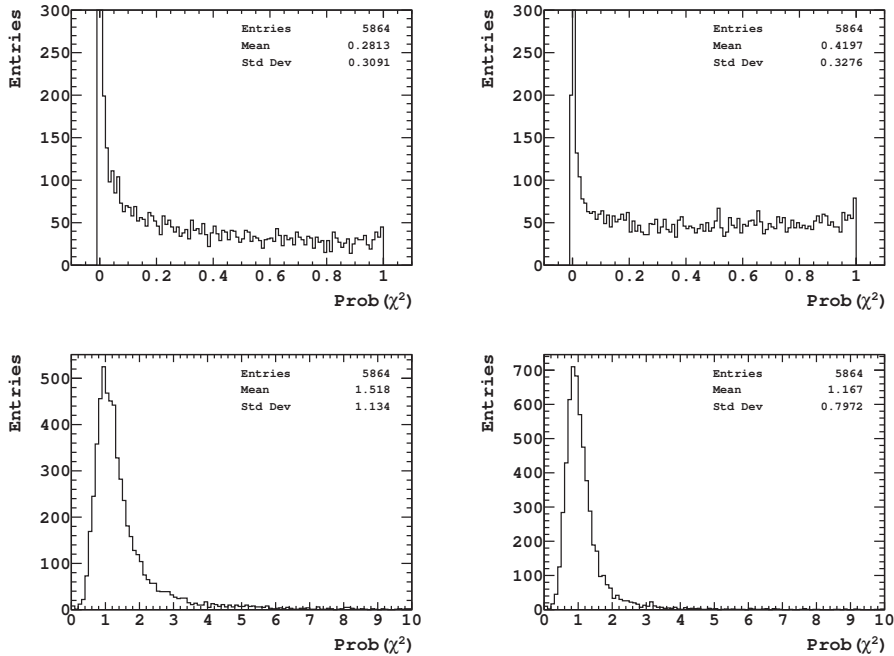 Entries
300
250
200
150
100
50
0
Entries 5864
Mean 0.2813
Std Dev 0.3091
0 0.2 0.4 0.6 0.8 1
Prob(χ²)
Entries
300
250
200
150
100
50
0
Entries 5864
Mean 0.4197
Std Dev 0.3276
0 0.2 0.4 0.6 0.8 1
Prob(χ²)
Entries
500
400
300
200
100
0
Entries 5864
Mean 1.518
Std Dev 1.134
0 1 2 3 4 5 6 7 8 9 10
Prob(χ²)
Entries
700
600
500
400
300
200
100
0
Entries 5864
Mean 1.167
Std Dev 0.7972
0 1 2 3 4 5 6 7 8 9 10
Prob(χ²)